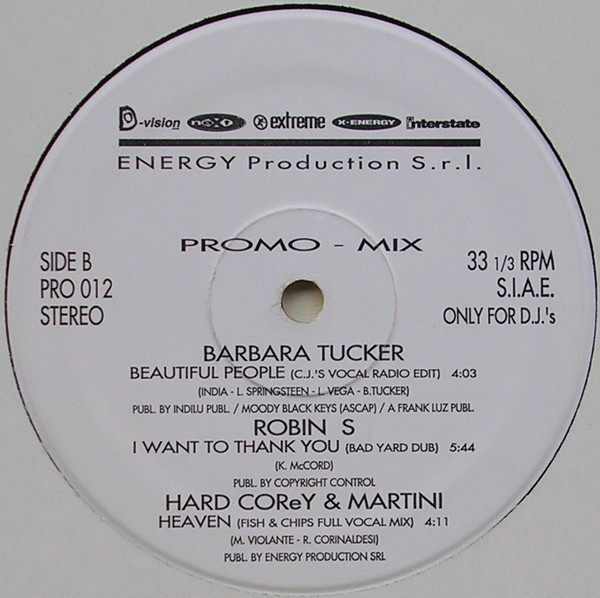 D-vision nexo extreme X-ENERGY interstate
ENERGY Production S.r.l.
PROMO - MIX
SIDE B
PRO 012
STEREO
33 1/3 RPM
S.I.A.E.
ONLY FOR D.J.'s
BARBARA TUCKER
BEAUTIFUL PEOPLE (C.J.'S VOCAL RADIO EDIT) 4:03
(INDIA - L. SPRINGSTEEN - L. VEGA - B.TUCKER)
PUBL. BY INDILU PUBL. / MOODY BLACK KEYS (ASCAP) / A FRANK LUZ PUBL.
ROBIN S
I WANT TO THANK YOU (BAD YARD DUB) 5:44
(K. McCORD)
PUBL. BY COPYRIGHT CONTROL
HARD COReY & MARTINI
HEAVEN (FISH & CHIPS FULL VOCAL MIX) 4:11
(M. VIOLANTE - R. CORINALDESI)
PUBL. BY ENERGY PRODUCTION SRL